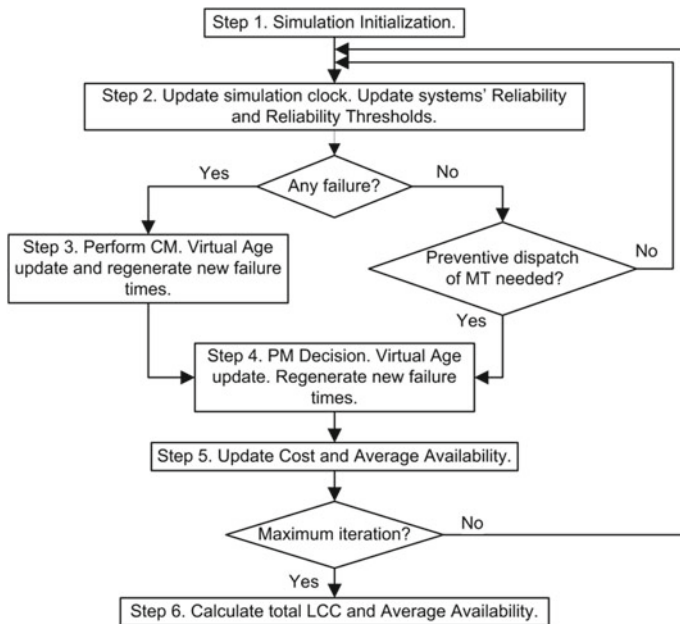 Step 1. Simulation Initialization.
Step 2. Update simulation clock. Update systems' Reliability
and Reliability Thresholds.
Yes
Any failure?
No
Step 3. Perform CM. Virtual Age
update and regenerate new failure
times.
Preventive dispatch
of MT needed?
No
Yes
Step 4. PM Decision. Virtual Age
update. Regenerate new failure
times.
Step 5. Update Cost and Average Availability.
Maximum iteration?
No
Yes
Step 6. Calculate total LCC and Average Availability.